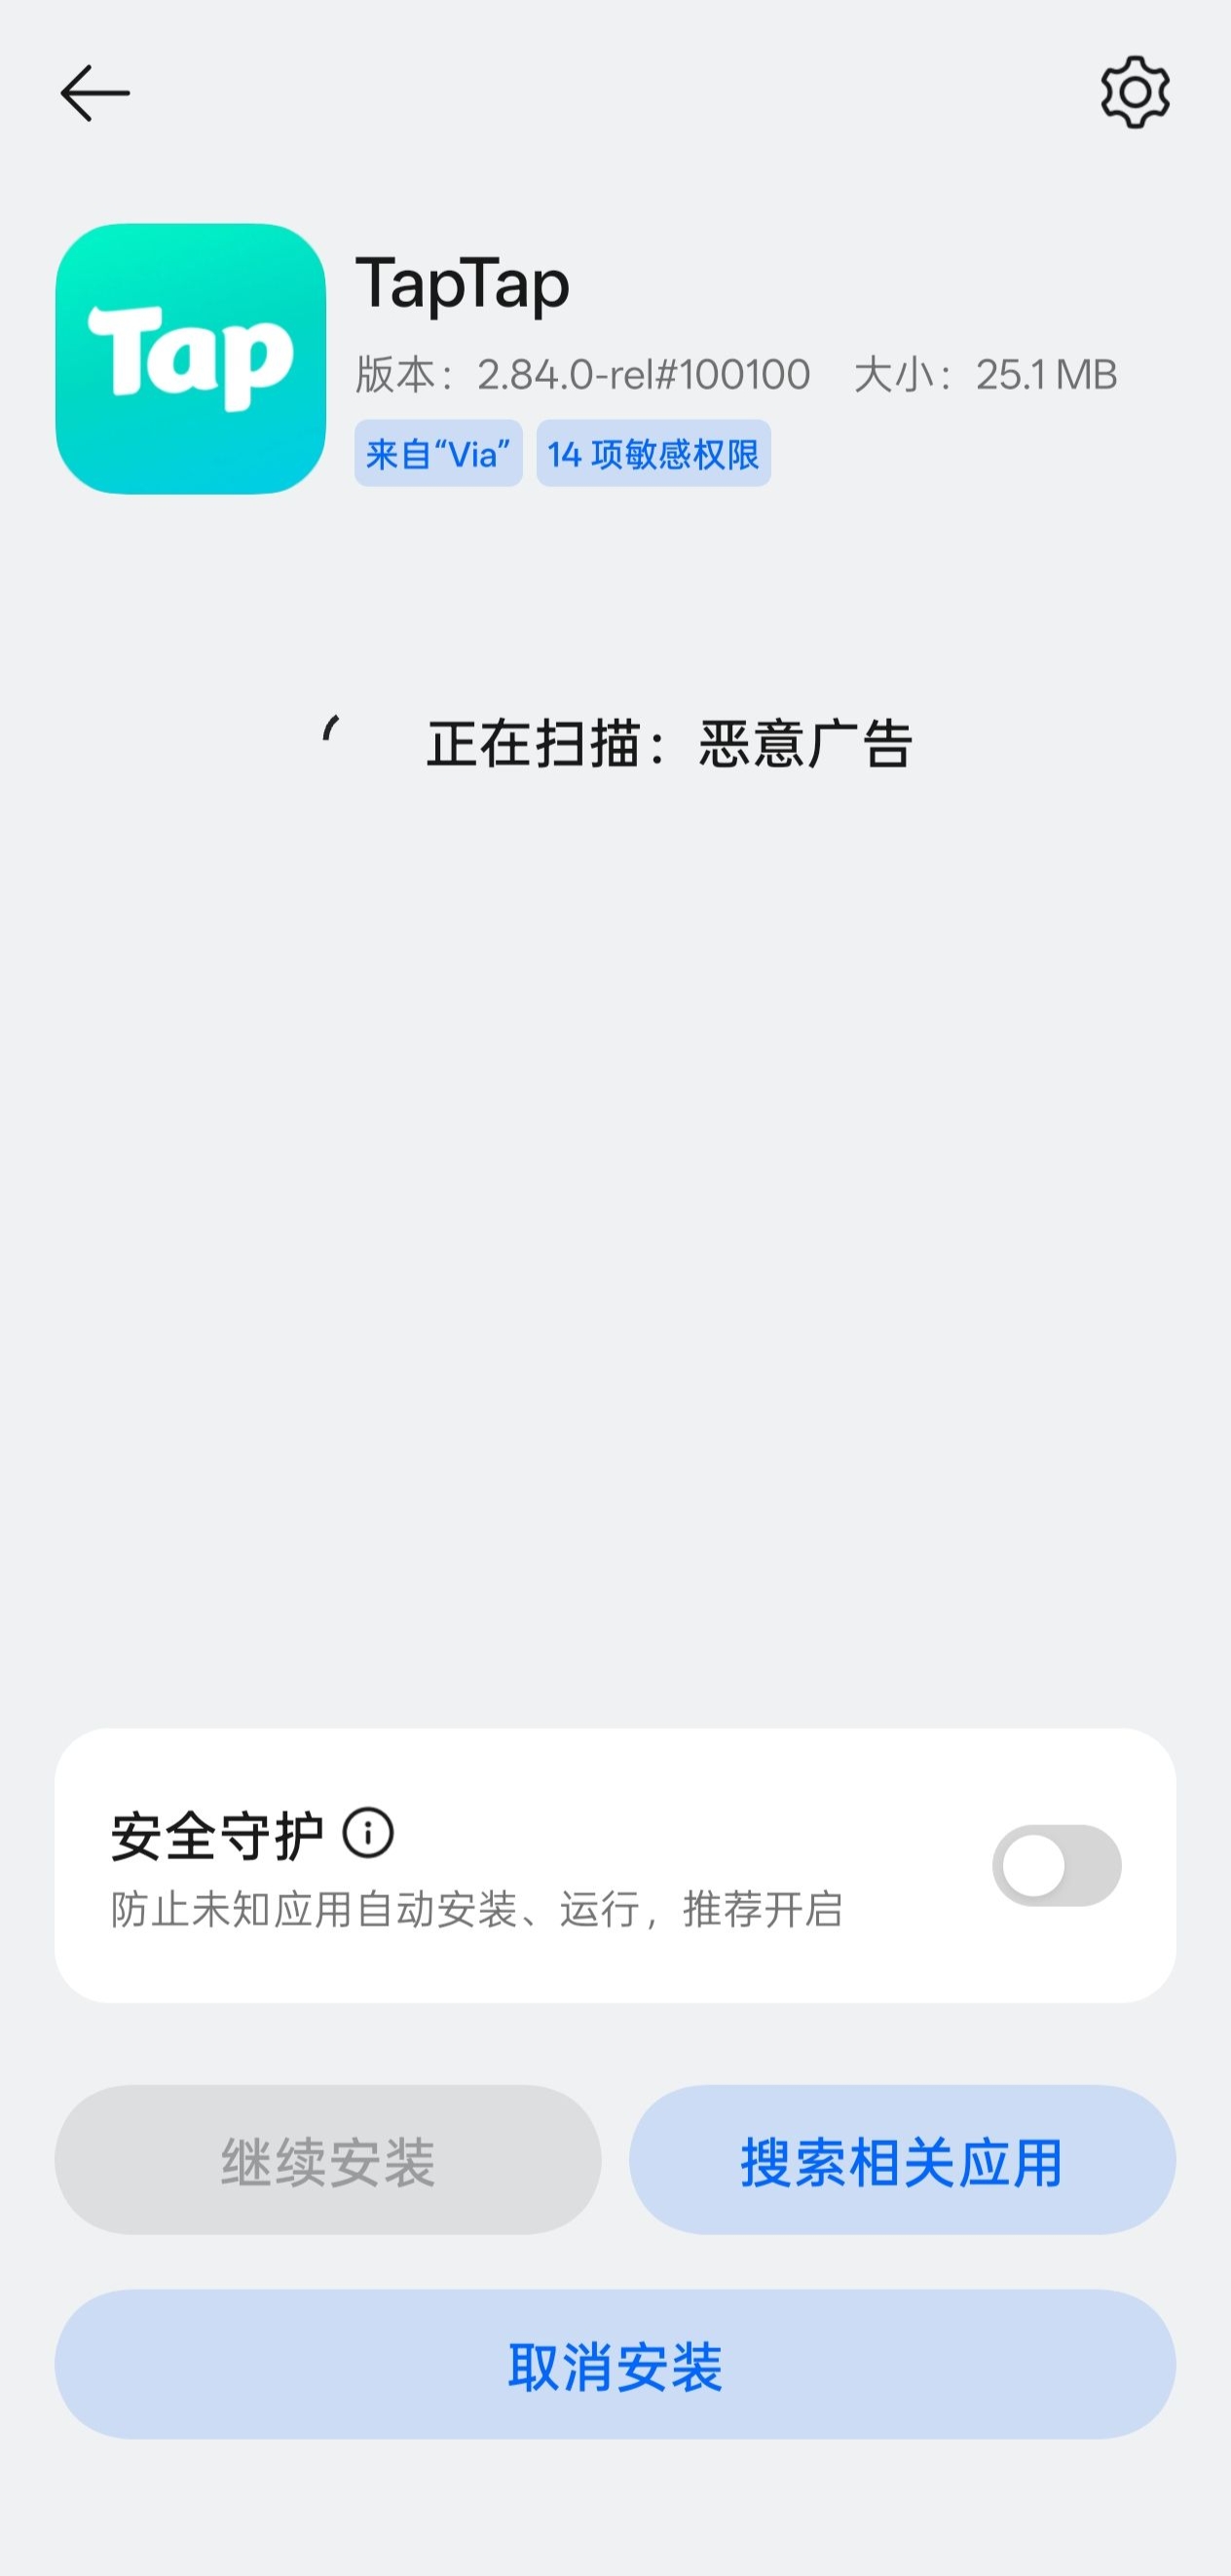 Tap
TapTap
版本：2.84.0-rel#100100 大小：25.1 MB
来自“Via” 14 项敏感权限
正在扫描：恶意广告
安全守护
防止未知应用自动安装、运行，推荐开启
继续安装 搜索相关应用
取消安装